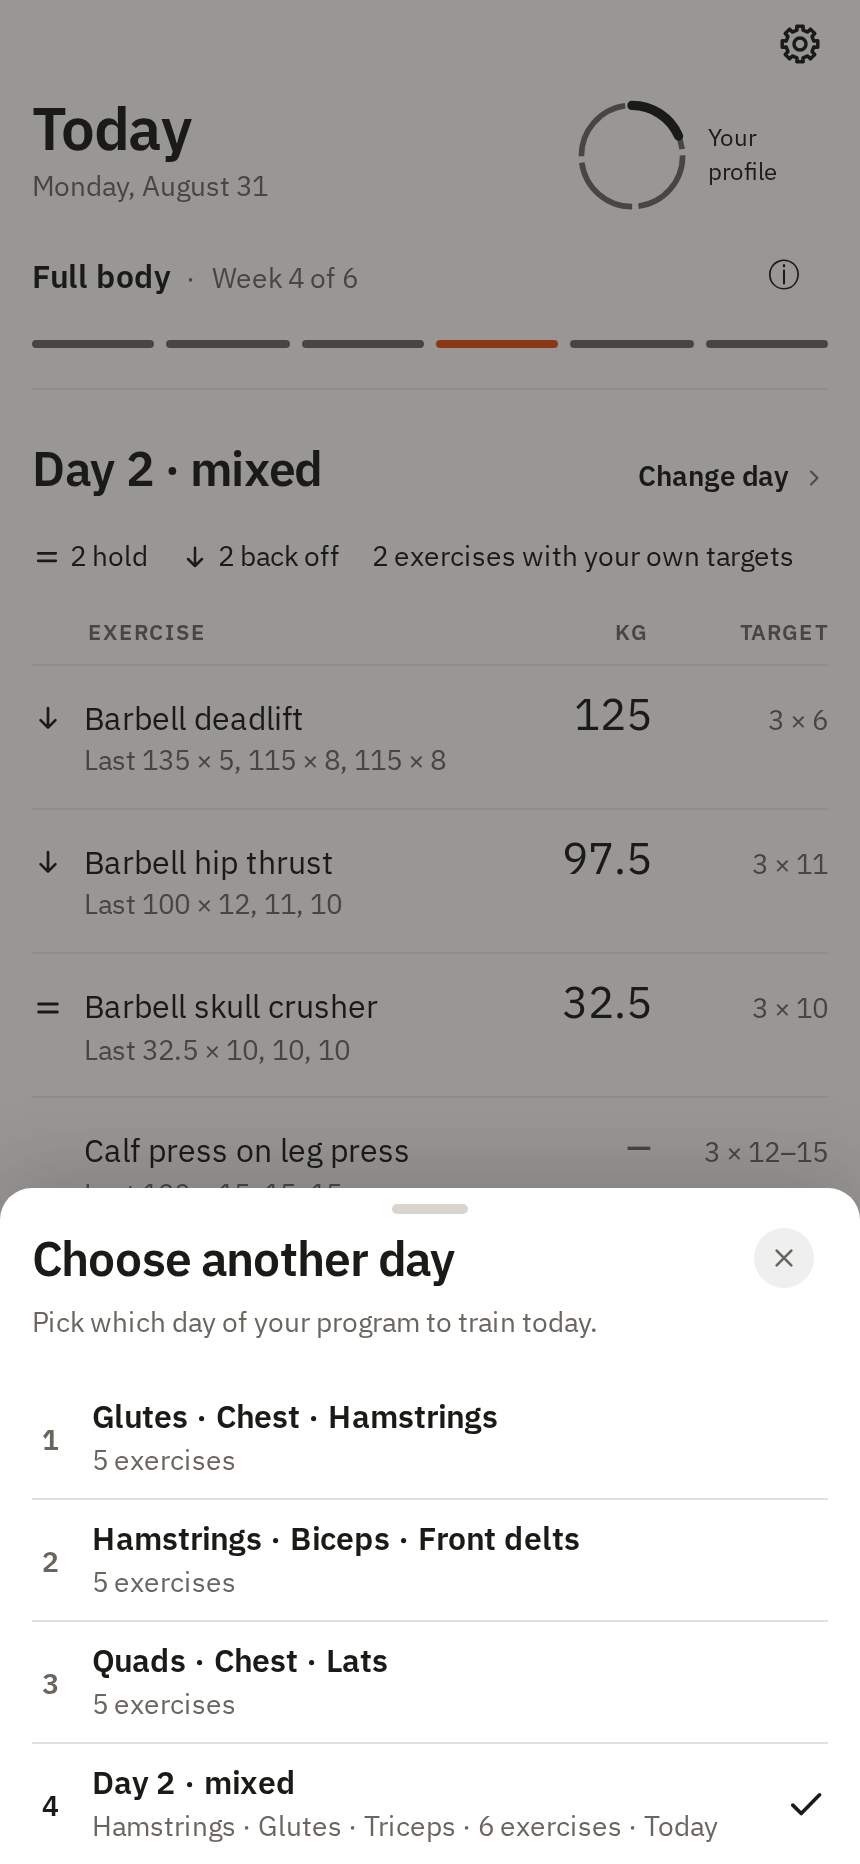 Today
Monday, August 31
Your
profile
Full body · Week 4 of 6
Day 2 · mixed
Change day
2 hold 2 back off 2 exercises with your own targets
EXERCISE KG TARGET
Barbell deadlift 125 3 × 6
Last 135 × 5, 115 × 8, 115 × 8
Barbell hip thrust 97.5 3 × 11
Last 100 × 12, 11, 10
Barbell skull crusher 32.5 3 × 10
Last 32.5 × 10, 10, 10
Calf press on leg press – 3 × 12–15
Choose another day
Pick which day of your program to train today.
1 Glutes · Chest · Hamstrings
5 exercises
2 Hamstrings · Biceps · Front delts
5 exercises
3 Quads · Chest · Lats
5 exercises
4 Day 2 · mixed
Hamstrings · Glutes · Triceps · 6 exercises · Today